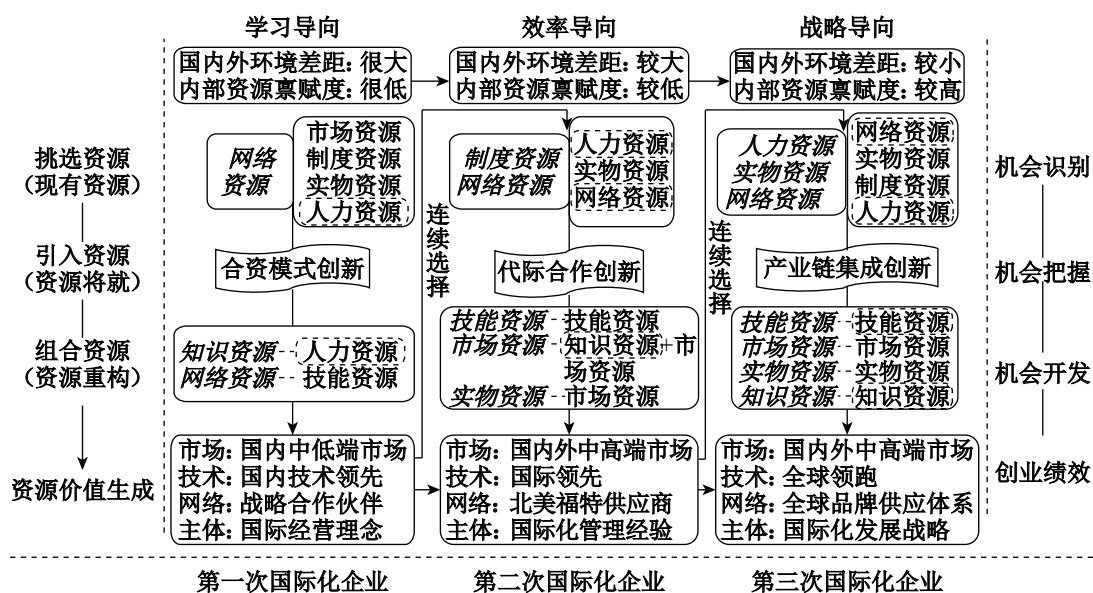 学习导向
效率导向
战略导向
国内外环境差距：很大
内部资源禀赋度：很低
国内外环境差距：较大
内部资源禀赋度：较低
国内外环境差距：较小
内部资源禀赋度：较高
挑选资源
（现有资源）
网络
资源
市场资源
制度资源
实物资源
人力资源
制度资源
网络资源
人力资源
实物资源
网络资源
人力资源
实物资源
网络资源
网络资源
实物资源
制度资源
人力资源
机会识别
连续选择
连续选择
引入资源
（资源将就）
合资模式创新
代际合作创新
产业链集成创新
机会把握
组合资源
（资源重构）
知识资源--人力资源
网络资源--技能资源
技能资源--技能资源
市场资源--知识资源+市
场资源
实物资源--市场资源
技能资源--技能资源
市场资源--市场资源
实物资源--实物资源
知识资源--知识资源
机会开发
资源价值生成
市场：国内中低端市场
技术：国内技术领先
网络：战略合作伙伴
主体：国际经营理念
市场：国内外中高端市场
技术：国际领先
网络：北美福特供应商
主体：国际化管理经验
市场：国内外中高端市场
技术：全球领跑
网络：全球品牌供应体系
主体：国际化发展战略
创业绩效
第一次国际化企业
第二次国际化企业
第三次国际化企业